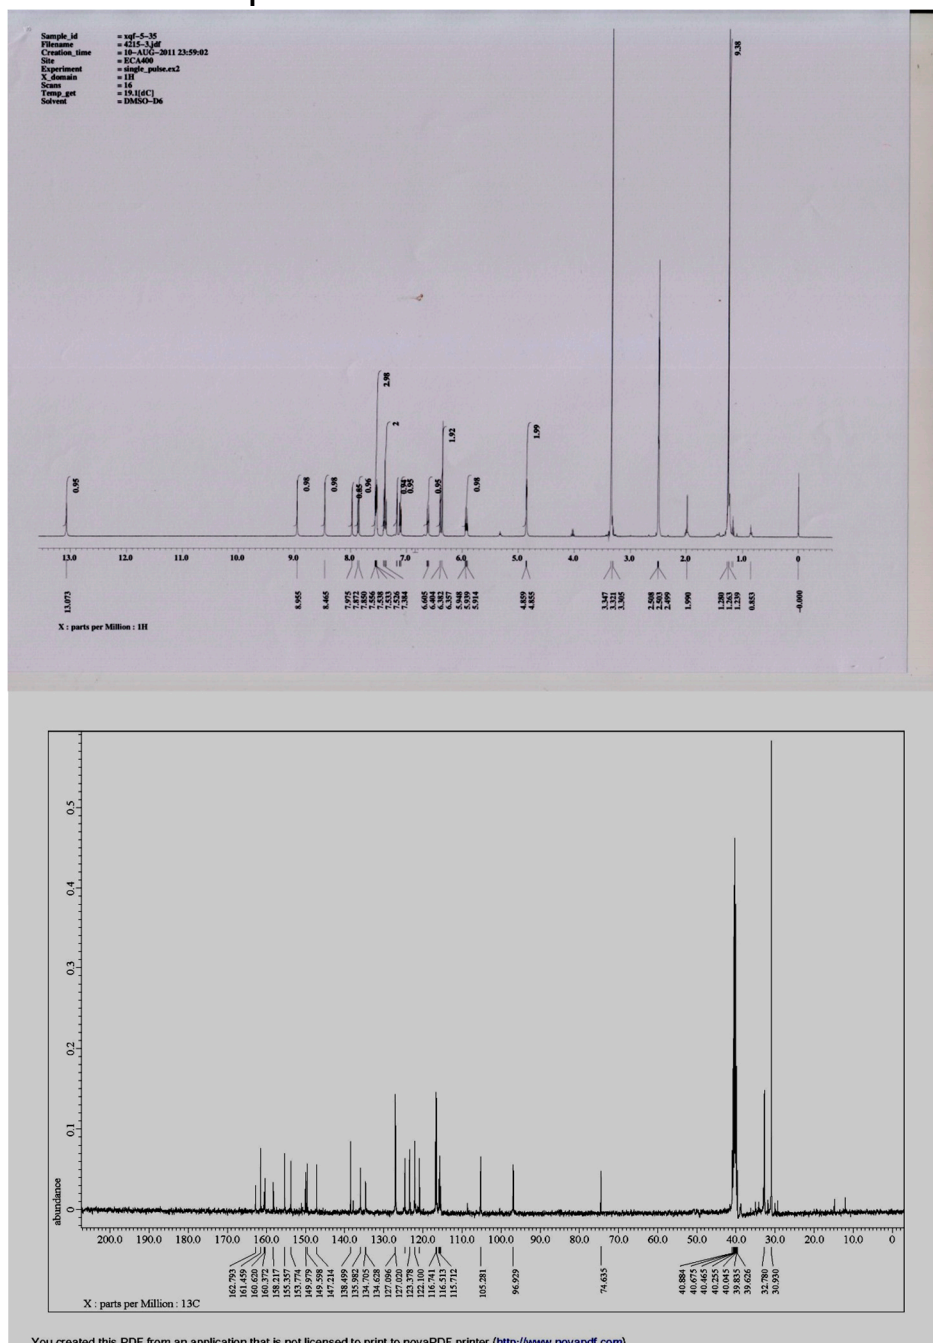 Sample_id = xqf-5-35
Filename = 4215-3.jdf
Creation_time = 10-AUG-2011 23:59:02
Site = ECA400
Experiment = single_pulse.ex2
X_domain = 1H
Scans = 16
Temp_get = 19.1[dC]
Solvent = DMSO-D6
9.38
0.95 0.98 0.98 0.85 0.96 2.98 2 0.94 0.95 0.95 1.92 0.98 1.99
13.0 12.0 11.0 10.0 9.0 8.0 7.0 6.0 5.0 4.0 3.0 2.0 1.0 0
13.073 8.955 8.465 7.975 7.872 7.850 7.556 7.538 7.533 7.526 7.384 6.605 6.404 6.382 6.357 5.948 5.939 5.914 4.859 4.855 3.347 3.321 3.305 2.508 2.503 2.499 1.990 1.280 1.263 1.239 0.853 -0.000
X : parts per Million : 1H
0.5
0.4
0.3
0.2
0.1
0
abundance
200.0 190.0 180.0 170.0 160.0 150.0 140.0 130.0 120.0 110.0 100.0 90.0 80.0 70.0 60.0 50.0 40.0 30.0 20.0 10.0 0
162.793 161.459 160.620 160.372 158.217 155.357 153.774 149.979 149.598 147.214 138.499 135.982 134.705 134.628 127.096 127.020 123.378 122.100 116.741 116.513 115.712 105.281 96.929 74.635 40.884 40.675 40.465 40.255 40.045 39.835 39.626 32.780 30.930
X : parts per Million : 13C
You created this PDF from an application that is not licensed to print to novaPDF printer (http://www.novapdf.com)